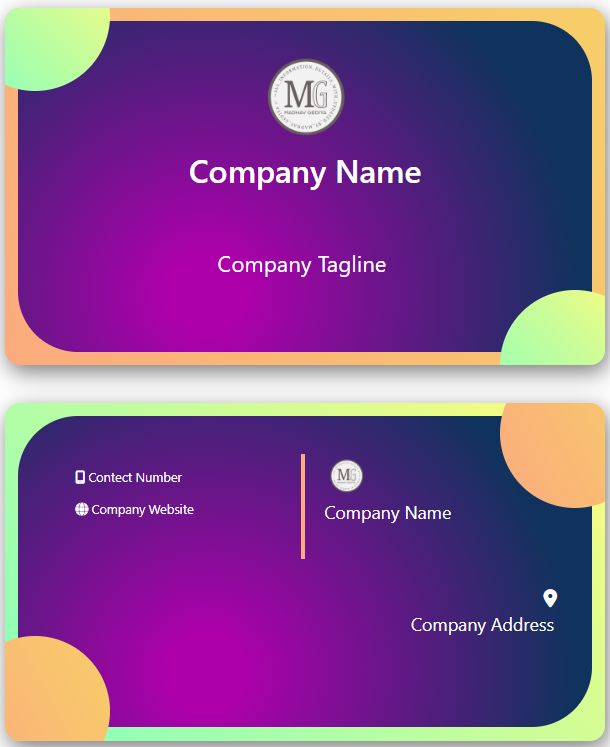 MG
MADHAV GEDIYA
Company Name
Company Tagline
Contect Number
Company Website
MG
Company Name
Company Address